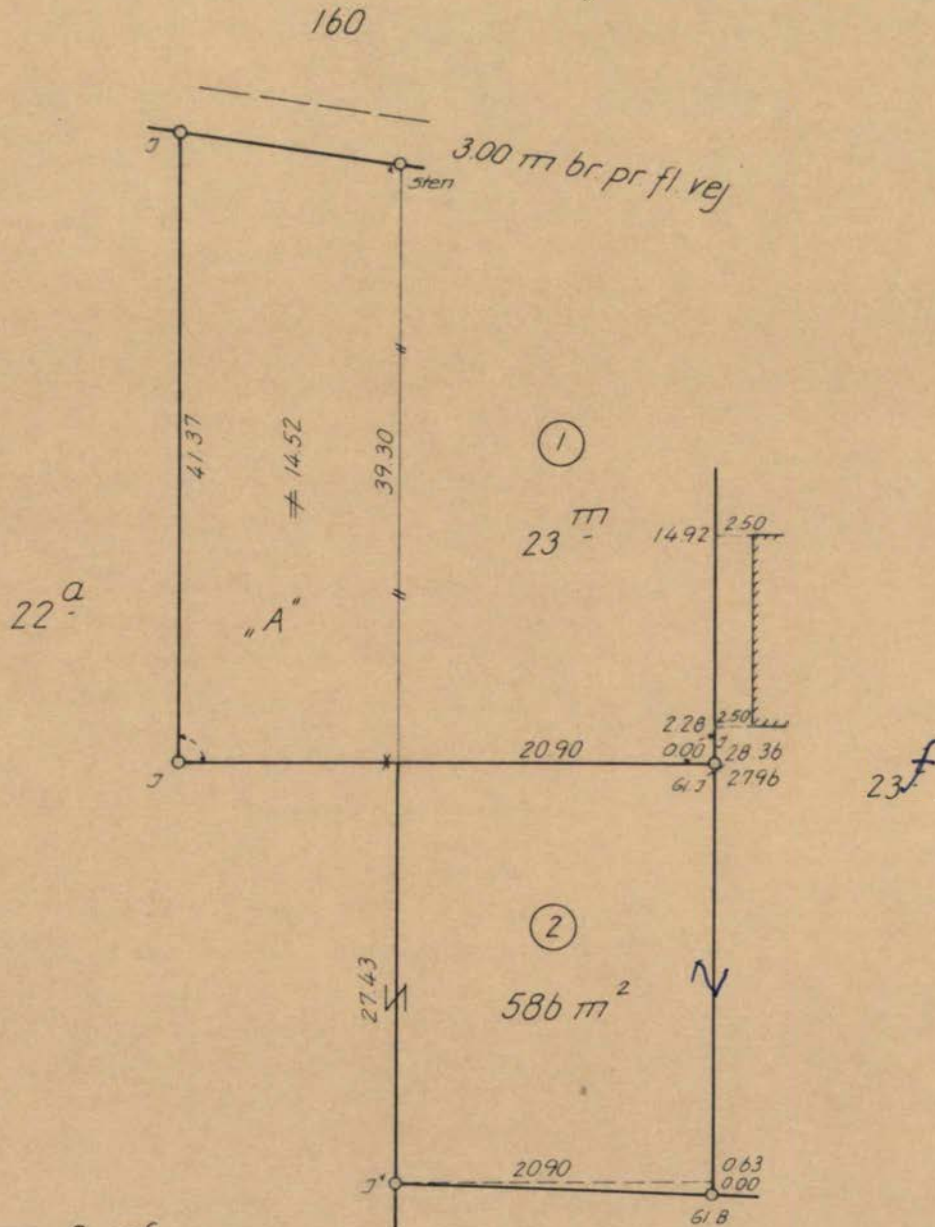 160
J
Sten
3.00 m br. pr. fl. vej
41.37
≠ 14.52
39.30
1
23 m
14.92 2.50
22 a
„A"
2.28 2.50
J
20.90 0.00 28.36
J
Gl. J 27.96
23 f
2
27.43
586 m²
20.90 0.63
J 0.00
Gl. B